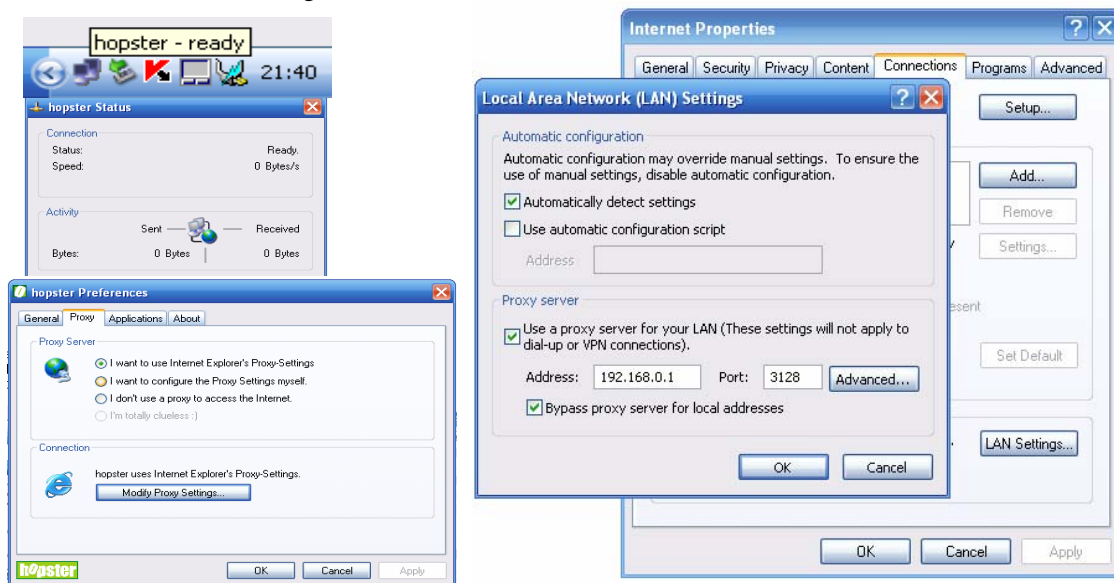 hopster - ready
21:40
hopster Status
Connection
Status: Ready.
Speed: 0 Bytes/s
Activity
Sent Received
Bytes: 0 Bytes 0 Bytes
hopster Preferences
General Proxy Applications About
Proxy Server
I want to use Internet Explorer's Proxy-Settings
I want to configure the Proxy Settings myself.
I don't use a proxy to access the Internet.
I'm totally clueless :)
Connection
hopster uses Internet Explorer's Proxy-Settings.
Modify Proxy Settings...
hopster
OK Cancel Apply
Internet Properties
General Security Privacy Content Connections Programs Advanced
Setup...
Add...
Remove
Settings...
Set Default
LAN Settings...
OK Cancel Apply
Local Area Network (LAN) Settings
Automatic configuration
Automatic configuration may override manual settings. To ensure the
use of manual settings, disable automatic configuration.
Automatically detect settings
Use automatic configuration script
Address
Proxy server
Use a proxy server for your LAN (These settings will not apply to
dial-up or VPN connections).
Address: 192.168.0.1 Port: 3128 Advanced...
Bypass proxy server for local addresses
OK Cancel